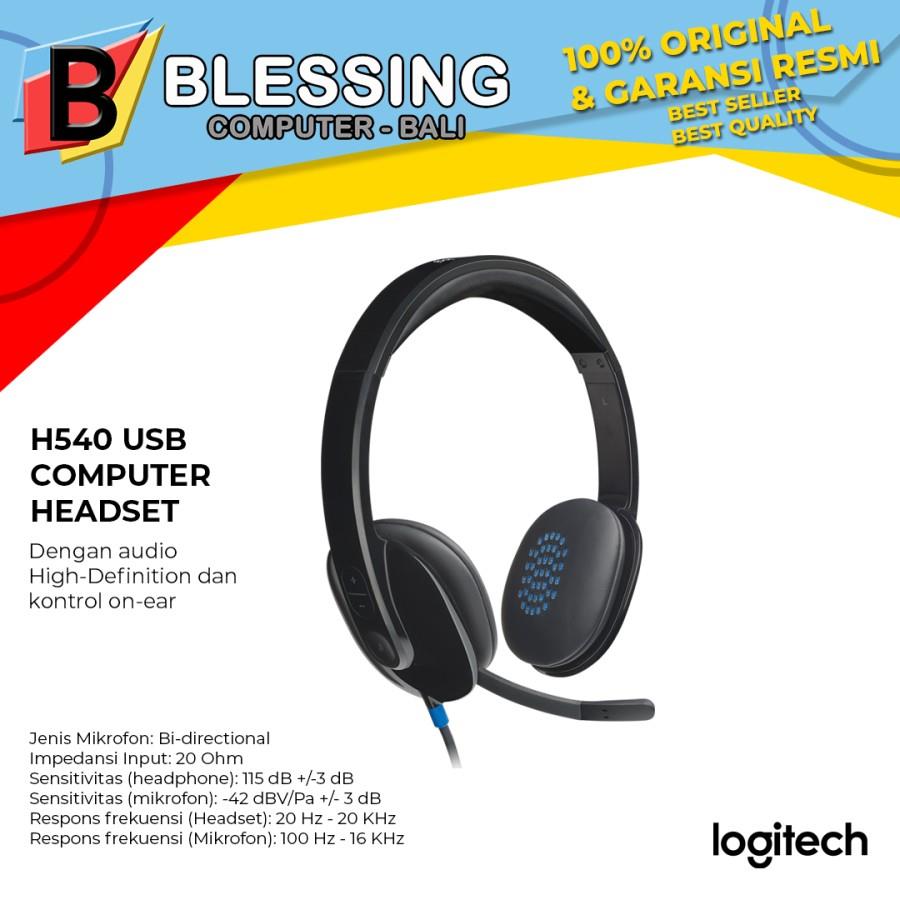 B
BLESSING
COMPUTER - BALI
100% ORIGINAL
& GARANSI RESMI
BEST SELLER
BEST QUALITY
L
+
-
H540 USB
COMPUTER
HEADSET
Dengan audio
High-Definition dan
kontrol on-ear
Jenis Mikrofon: Bi-directional
Impedansi Input: 20 Ohm
Sensitivitas (headphone): 115 dB +/-3 dB
Sensitivitas (mikrofon): -42 dBV/Pa +/- 3 dB
Respons frekuensi (Headset): 20 Hz - 20 KHz
Respons frekuensi (Mikrofon): 100 Hz - 16 KHz
logitech